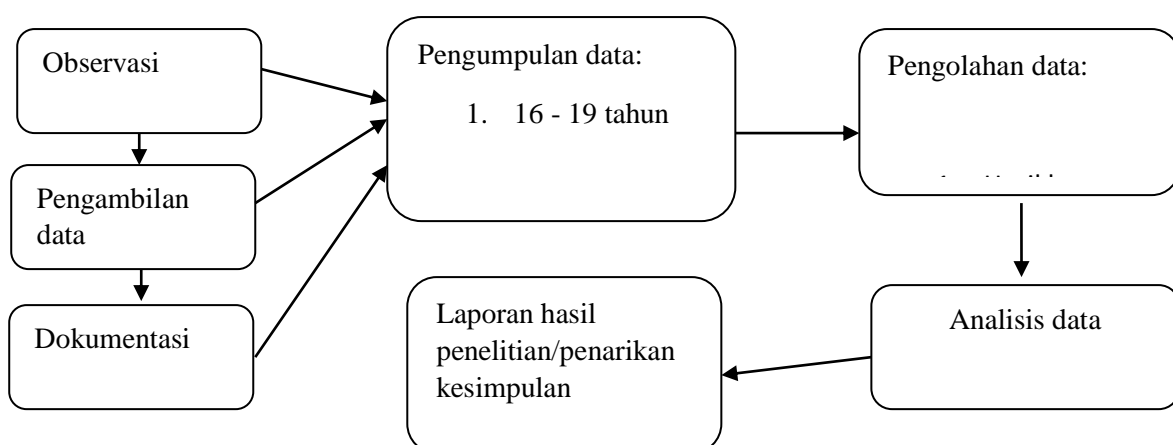 Observasi
Pengambilan
data
Dokumentasi
Pengumpulan data:
1. 16 - 19 tahun
Pengolahan data:
Analisis data
Laporan hasil
penelitian/penarikan
kesimpulan